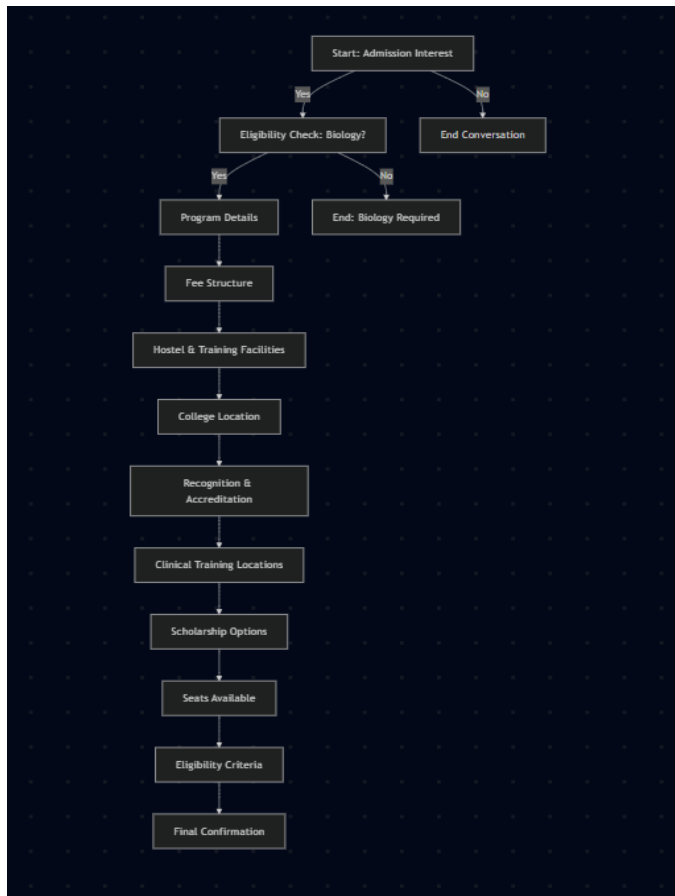 Start: Admission Interest
Yes
No
Eligibility Check: Biology?
End Conversation
Yes
No
Program Details
End: Biology Required
Fee Structure
Hostel & Training Facilities
College Location
Recognition &
Accreditation
Clinical Training Locations
Scholarship Options
Seats Available
Eligibility Criteria
Final Confirmation